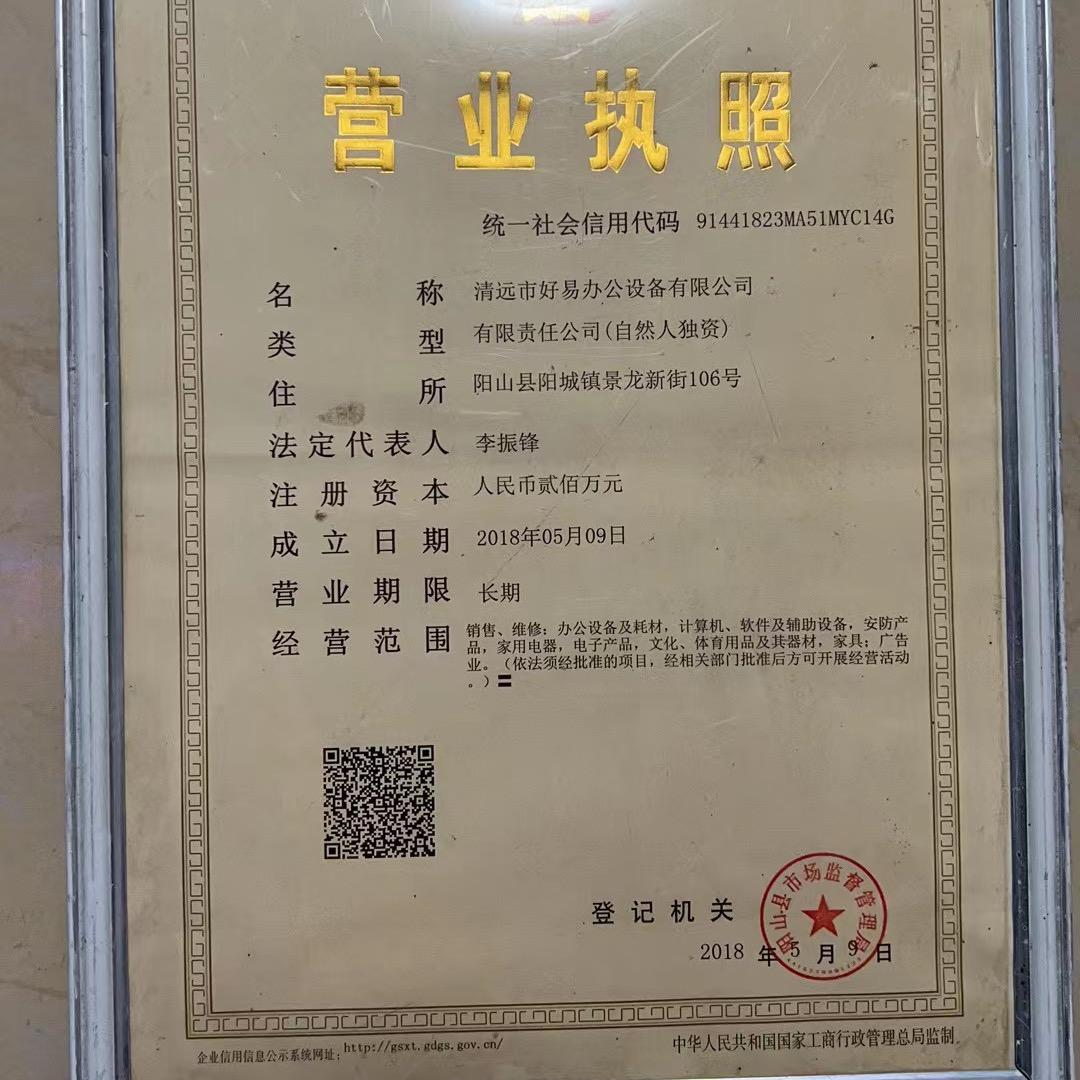 营业执照
统一社会信用代码 91441823MA51MYC14G
名称 清远市好易办公设备有限公司
类型 有限责任公司(自然人独资)
住所 阳山县阳城镇景龙新街106号
法定代表人 李振锋
注册资本 人民币贰佰万元
成立日期 2018年05月09日
营业期限 长期
经营范围 销售、维修：办公设备及耗材，计算机、软件及辅助设备，安防产
品，家用电器，电子产品，文化、体育用品及其器材，家具；广告
业。（依法须经批准的项目，经相关部门批准后方可开展经营活动
。）
登记机关
阳山县市场监督管理局
2018 年 5 月 9 日
企业信用信息公示系统网址：http://gsxt.gdgs.gov.cn/
中华人民共和国国家工商行政管理总局监制